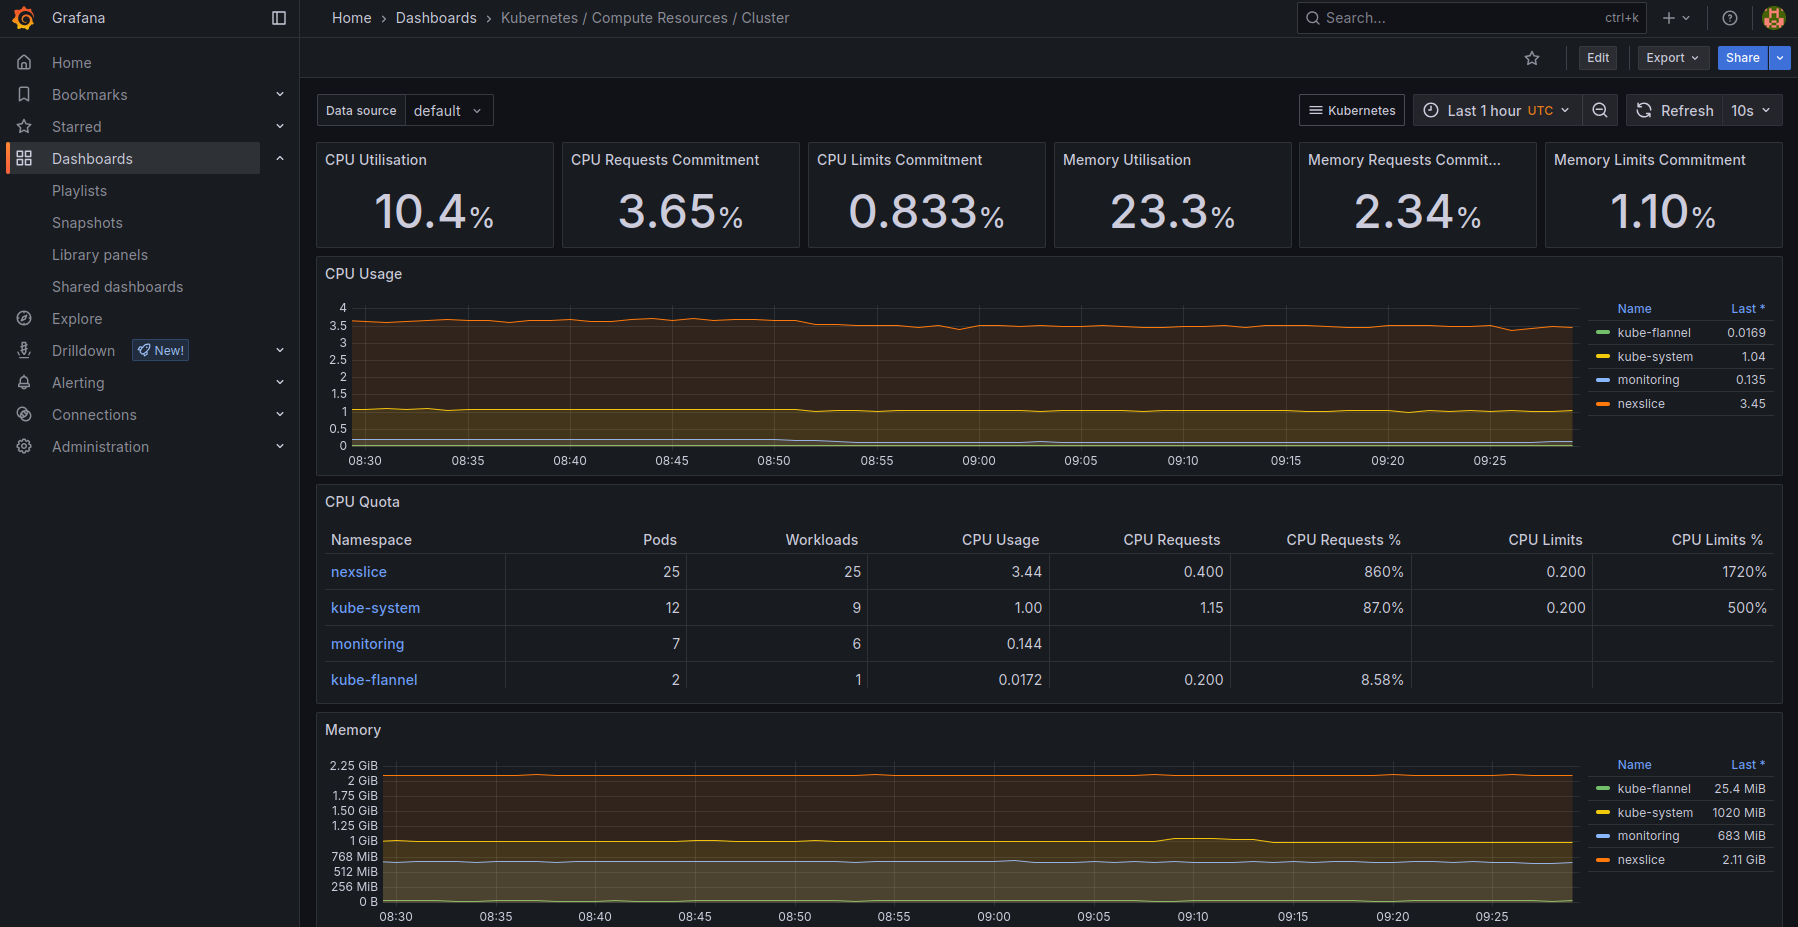 Grafana
Home › Dashboards › Kubernetes / Compute Resources / Cluster
Search... ctrl+k
Edit Export Share
Home
Bookmarks
Starred
Dashboards
Playlists
Snapshots
Library panels
Shared dashboards
Explore
Drilldown New!
Alerting
Connections
Administration
Data source default
Kubernetes Last 1 hour UTC Refresh 10s
CPU Utilisation
10.4%
CPU Requests Commitment
3.65%
CPU Limits Commitment
0.833%
Memory Utilisation
23.3%
Memory Requests Commit...
2.34%
Memory Limits Commitment
1.10%
CPU Usage
4
3.5
3
2.5
2
1.5
1
0.5
0
08:30 08:35 08:40 08:45 08:50 08:55 09:00 09:05 09:10 09:15 09:20 09:25
Name Last *
kube-flannel 0.0169
kube-system 1.04
monitoring 0.135
nexslice 3.45
CPU Quota
Namespace Pods Workloads CPU Usage CPU Requests CPU Requests % CPU Limits CPU Limits %
nexslice 25 25 3.44 0.400 860% 0.200 1720%
kube-system 12 9 1.00 1.15 87.0% 0.200 500%
monitoring 7 6 0.144
kube-flannel 2 1 0.0172 0.200 8.58%
Memory
2.25 GiB
2 GiB
1.75 GiB
1.50 GiB
1.25 GiB
1 GiB
768 MiB
512 MiB
256 MiB
0 B
08:30 08:35 08:40 08:45 08:50 08:55 09:00 09:05 09:10 09:15 09:20 09:25
Name Last *
kube-flannel 25.4 MiB
kube-system 1020 MiB
monitoring 683 MiB
nexslice 2.11 GiB